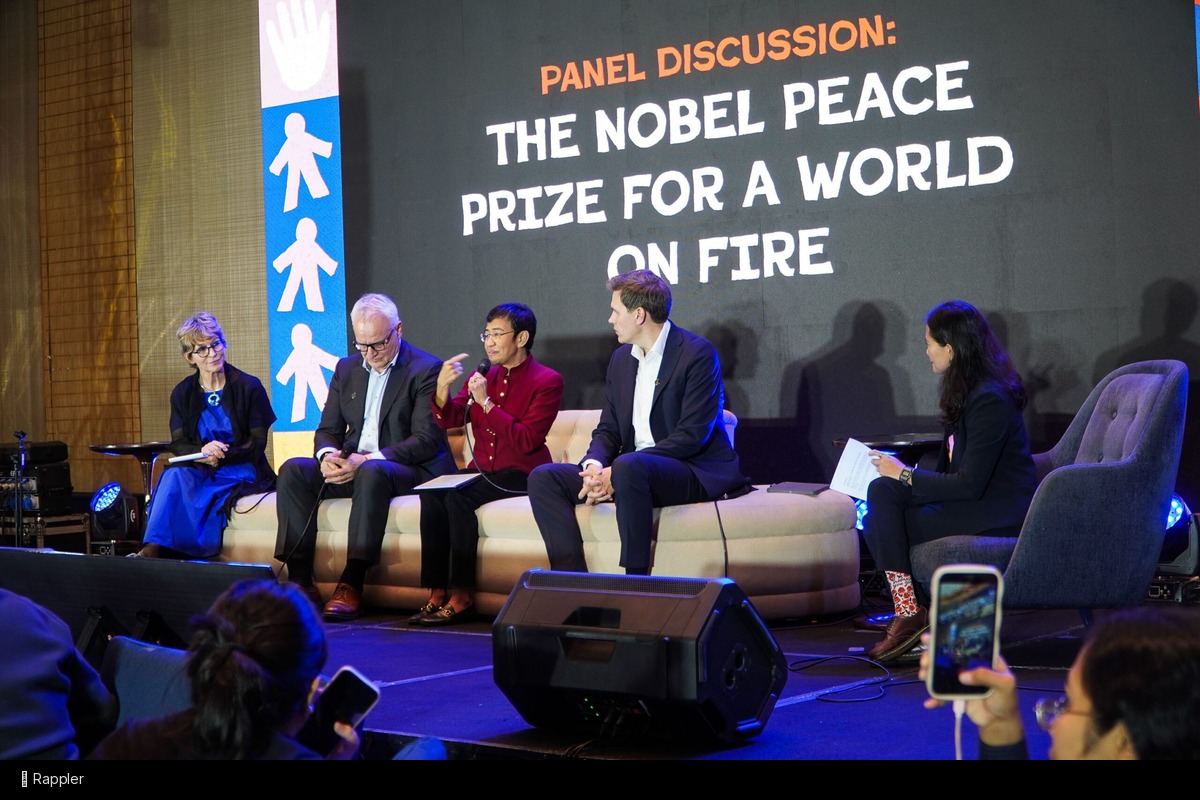 PANEL DISCUSSION:
THE NOBEL PEACE
PRIZE FOR A WORLD
ON FIRE
Rappler